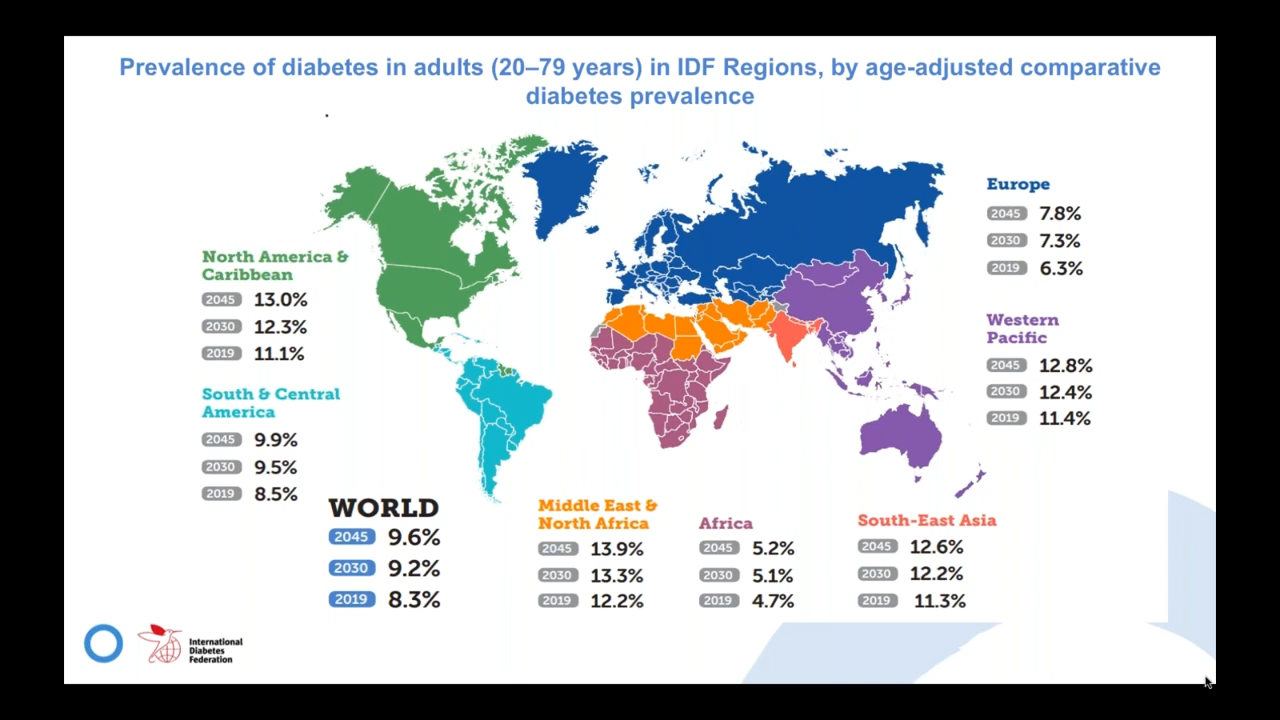 Prevalence of diabetes in adults (20–79 years) in IDF Regions, by age-adjusted comparative
diabetes prevalence
North America &
Caribbean
2045 13.0%
2030 12.3%
2019 11.1%
South & Central
America
2045 9.9%
2030 9.5%
2019 8.5%
WORLD
2045 9.6%
2030 9.2%
2019 8.3%
Middle East &
North Africa
2045 13.9%
2030 13.3%
2019 12.2%
Africa
2045 5.2%
2030 5.1%
2019 4.7%
South-East Asia
2045 12.6%
2030 12.2%
2019 11.3%
Europe
2045 7.8%
2030 7.3%
2019 6.3%
Western
Pacific
2045 12.8%
2030 12.4%
2019 11.4%
International
Diabetes
Federation